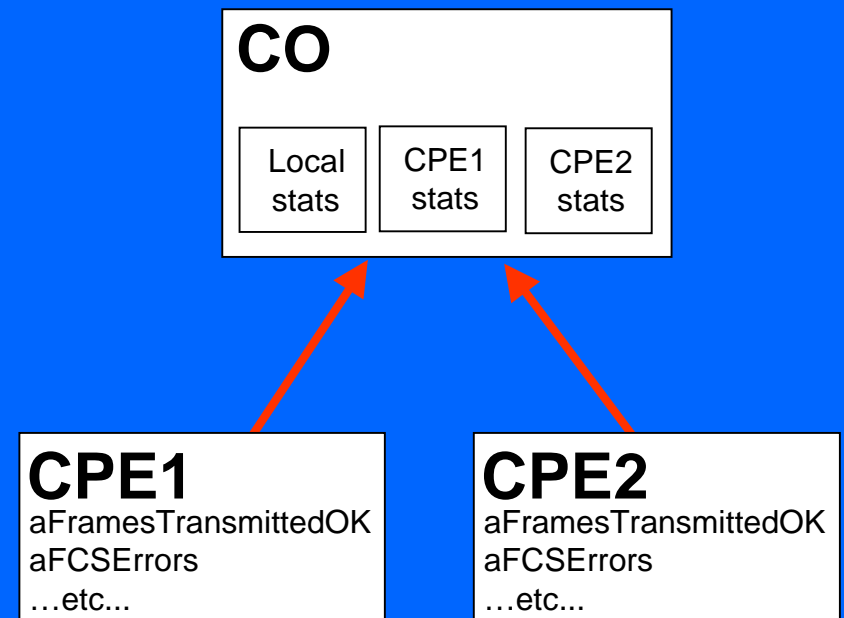 CO
Local
stats
CPE1
stats
CPE2
stats
CPE1
aFramesTransmittedOK
aFCSErrors
…etc...
CPE2
aFramesTransmittedOK
aFCSErrors
…etc...